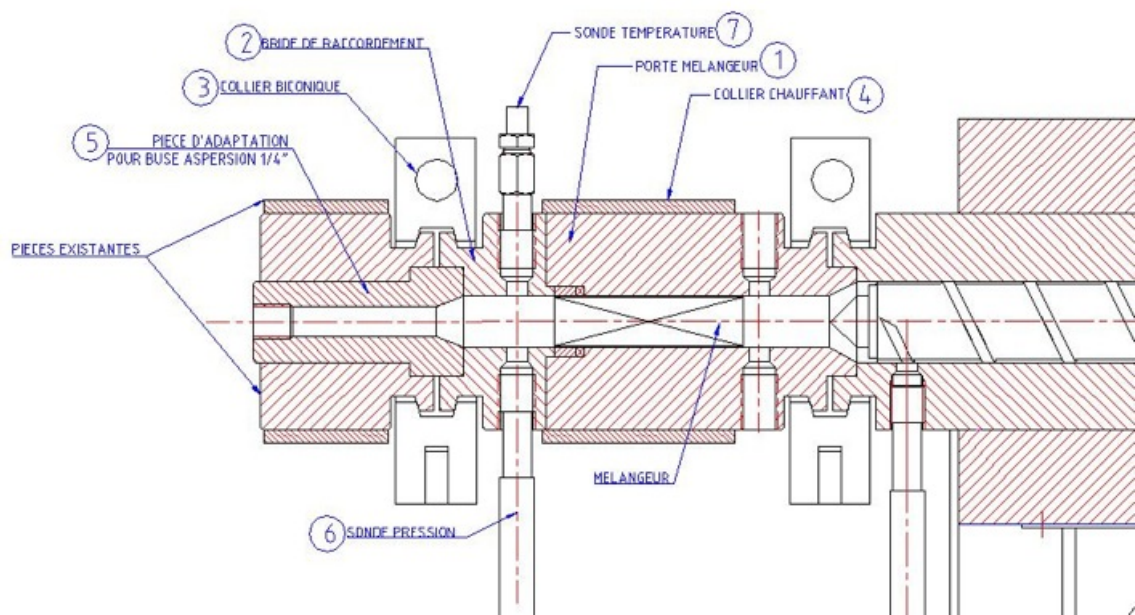 SONDE TEMPERATURE 7
2 BRIDE DE RACCORDEMENT
PORTE MELANGEUR 1
3 COLLIER BICONIQUE
COLLIER CHAUFFANT 4
5 PIECE D'ADAPTATION
POUR BUSE ASPERSION 1/4"
PIECES EXISTANTES
MELANGEUR
6 SONDE PRESSION